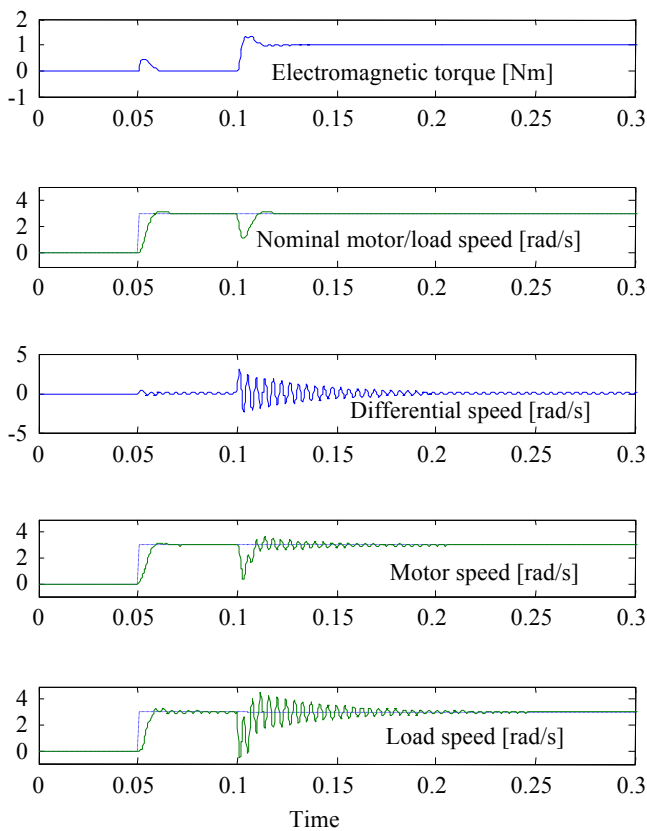 2
1
0
-1
Electromagnetic torque [Nm]
0 0.05 0.1 0.15 0.2 0.25 0.3
4
2
0
Nominal motor/load speed [rad/s]
0 0.05 0.1 0.15 0.2 0.25 0.3
5
0
-5
Differential speed [rad/s]
0 0.05 0.1 0.15 0.2 0.25 0.3
4
2
0
Motor speed [rad/s]
0 0.05 0.1 0.15 0.2 0.25 0.3
4
2
0
Load speed [rad/s]
0 0.05 0.1 0.15 0.2 0.25 0.3
Time